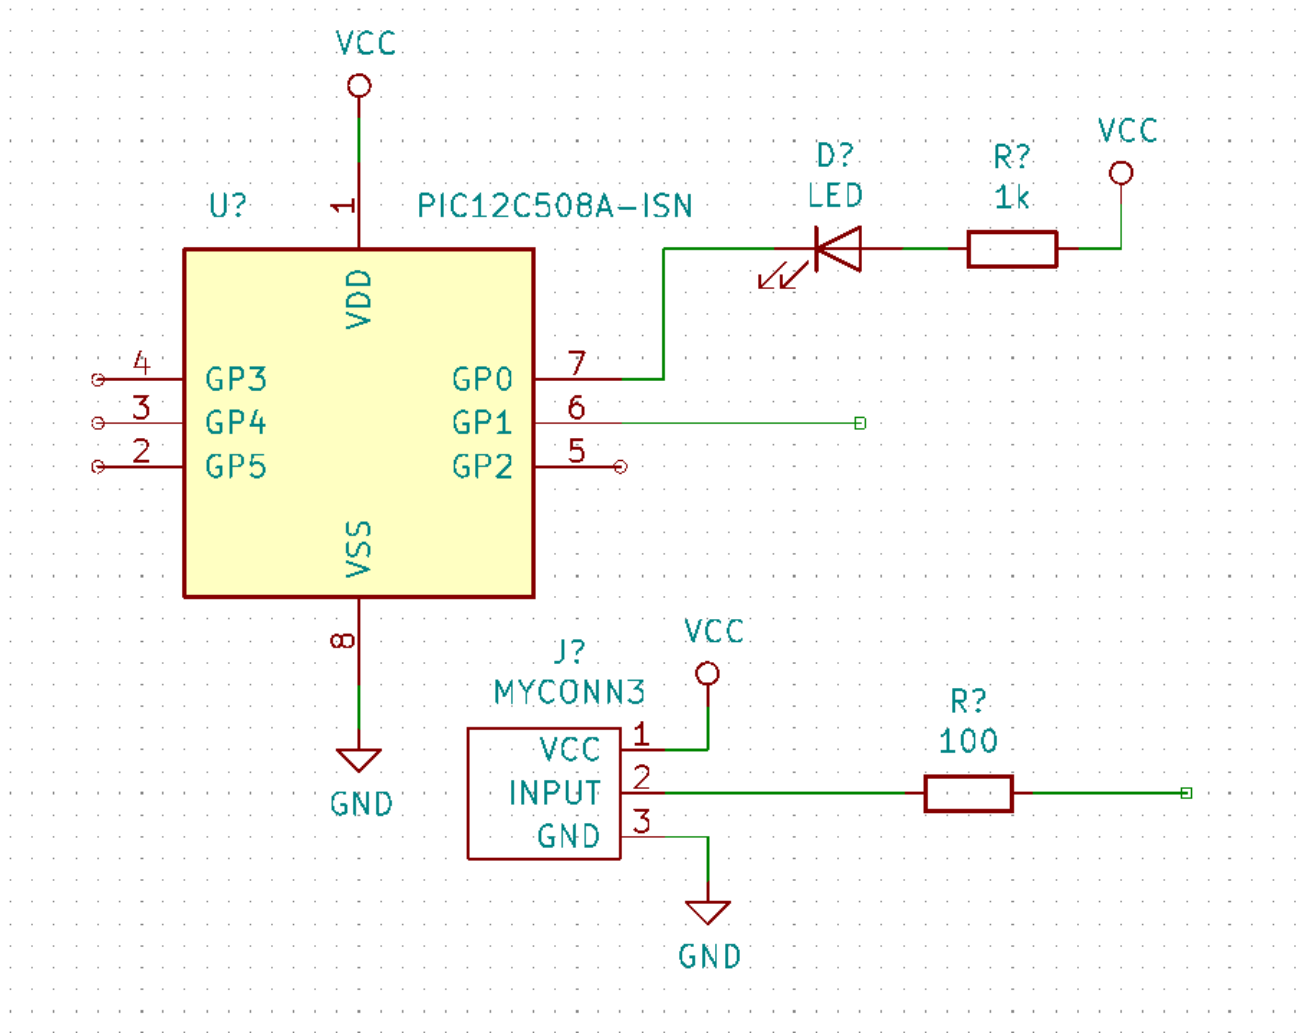 VCC
VCC
D?
R?
LED
1k
U?
1
PIC12C508A-ISN
VDD
4
GP3
GP0
7
3
GP4
GP1
6
2
GP5
GP2
5
VSS
8
GND
VCC
J?
MYCONN3
VCC
1
INPUT
2
GND
3
GND
R?
100